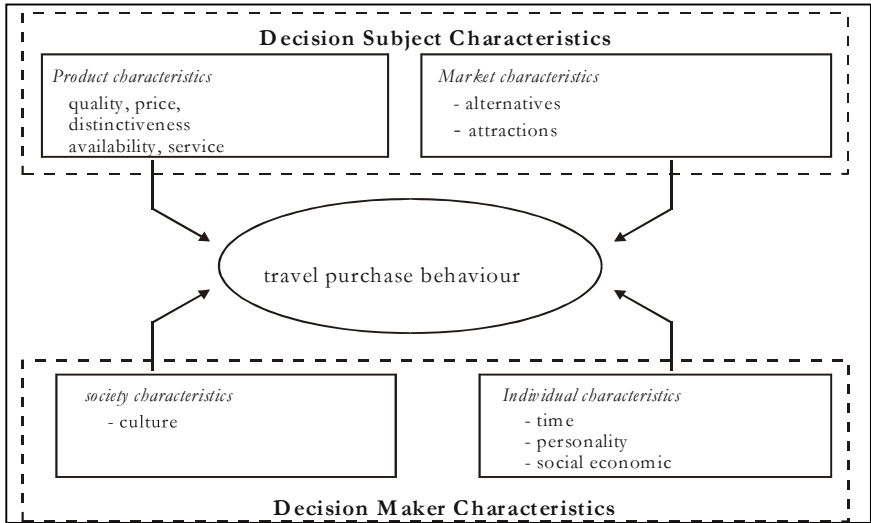 Decision Subject Characteristics
Product characteristics
quality, price,
distinctiveness
availability, service
Market characteristics
- alternatives
- attractions
travel purchase behaviour
society characteristics
- culture
Individual characteristics
- time
- personality
- social economic
Decision Maker Characteristics